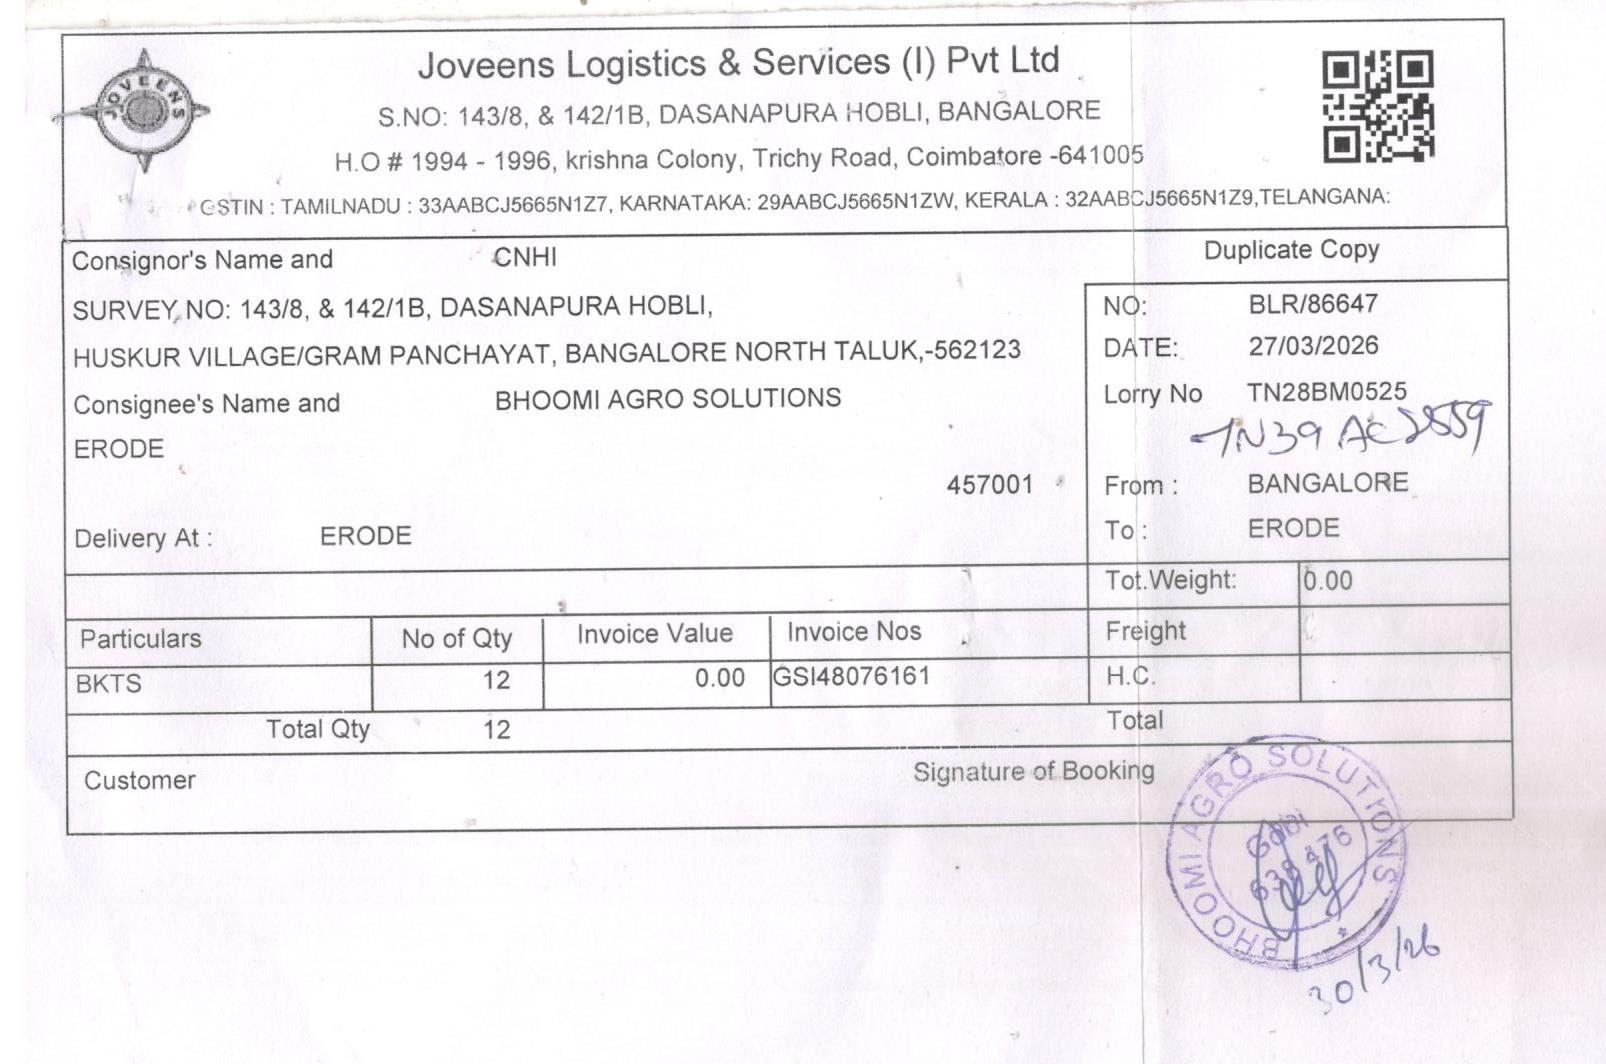 JOVEENS
Joveens Logistics & Services (I) Pvt Ltd
S.NO: 143/8, & 142/1B, DASANAPURA HOBLI, BANGALORE
H.O # 1994 - 1996, krishna Colony, Trichy Road, Coimbatore -641005
GSTIN : TAMILNADU : 33AABCJ5665N1Z7, KARNATAKA: 29AABCJ5665N1ZW, KERALA : 32AABCJ5665N1Z9,TELANGANA:
Consignor's Name and CNHI
Duplicate Copy
SURVEY NO: 143/8, & 142/1B, DASANAPURA HOBLI,
HUSKUR VILLAGE/GRAM PANCHAYAT, BANGALORE NORTH TALUK,-562123
Consignee's Name and BHOOMI AGRO SOLUTIONS
ERODE
457001
Delivery At : ERODE
NO: BLR/86647
DATE: 27/03/2026
Lorry No TN28BM0525
TN39 AC
From : BANGALORE
To : ERODE
Tot.Weight: 0.00
Particulars No of Qty Invoice Value Invoice Nos Freight
BKTS 12 0.00 GSI48076161 H.C.
Total Qty 12 Total
Customer Signature of Booking
BHOOMI AGRO SOLUTIONS
Gobi
30/3/26